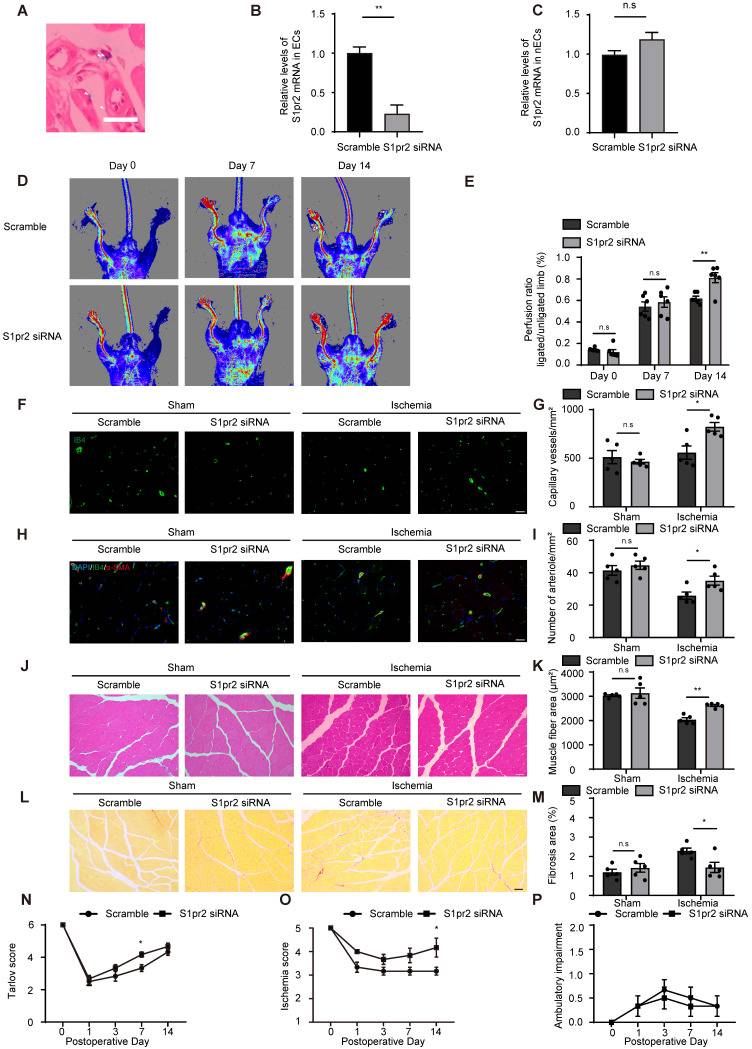 A
B
Relative levels of
S1pr2 mRNA in ECs
1.5
1.0
0.5
0.0
**
Scramble S1pr2 siRNA
C
Relative levels of
S1pr2 mRNA in nECs
1.5
1.0
0.5
0.0
n.s
Scramble S1pr2 siRNA
D
Day 0 Day 7 Day 14
Scramble
S1pr2 siRNA
E
Scramble
S1pr2 siRNA
Perfusion ratio
ligated/unligated limb (%)
1.0
0.8
0.6
0.4
0.2
0.0
n.s
n.s
**
Day 0 Day 7 Day 14
F
Sham Ischemia
Scramble S1pr2 siRNA Scramble S1pr2 siRNA
IB4
G
Scramble S1pr2 siRNA
Capillary vessels/mm²
1000
500
0
n.s
*
Sham Ischemia
H
Sham Ischemia
Scramble S1pr2 siRNA Scramble S1pr2 siRNA
DAPI/IB4/α-SMA
I
Scramble S1pr2 siRNA
Number of arteriole/mm²
60
40
20
0
n.s
*
Sham Ischemia
J
Sham Ischemia
Scramble S1pr2 siRNA Scramble S1pr2 siRNA
K
Scramble S1pr2 siRNA
Muscle fiber area (μm²)
4000
3000
2000
1000
0
n.s
**
Sham Ischemia
L
Sham Ischemia
Scramble S1pr2 siRNA Scramble S1pr2 siRNA
M
Scramble S1pr2 siRNA
Fibrosis area (%)
5
4
3
2
1
0
n.s
*
Sham Ischemia
N
Scramble S1pr2 siRNA
Tarlov score
6
4
2
0
*
0 1 3 7 14
Postoperative Day
O
Scramble S1pr2 siRNA
Ischemia score
5
4
3
2
1
*
0 1 3 7 14
Postoperative Day
P
Scramble S1pr2 siRNA
Ambulatory impairment
2.0
1.5
1.0
0.5
0.0
0 1 3 7 14
Postoperative Day